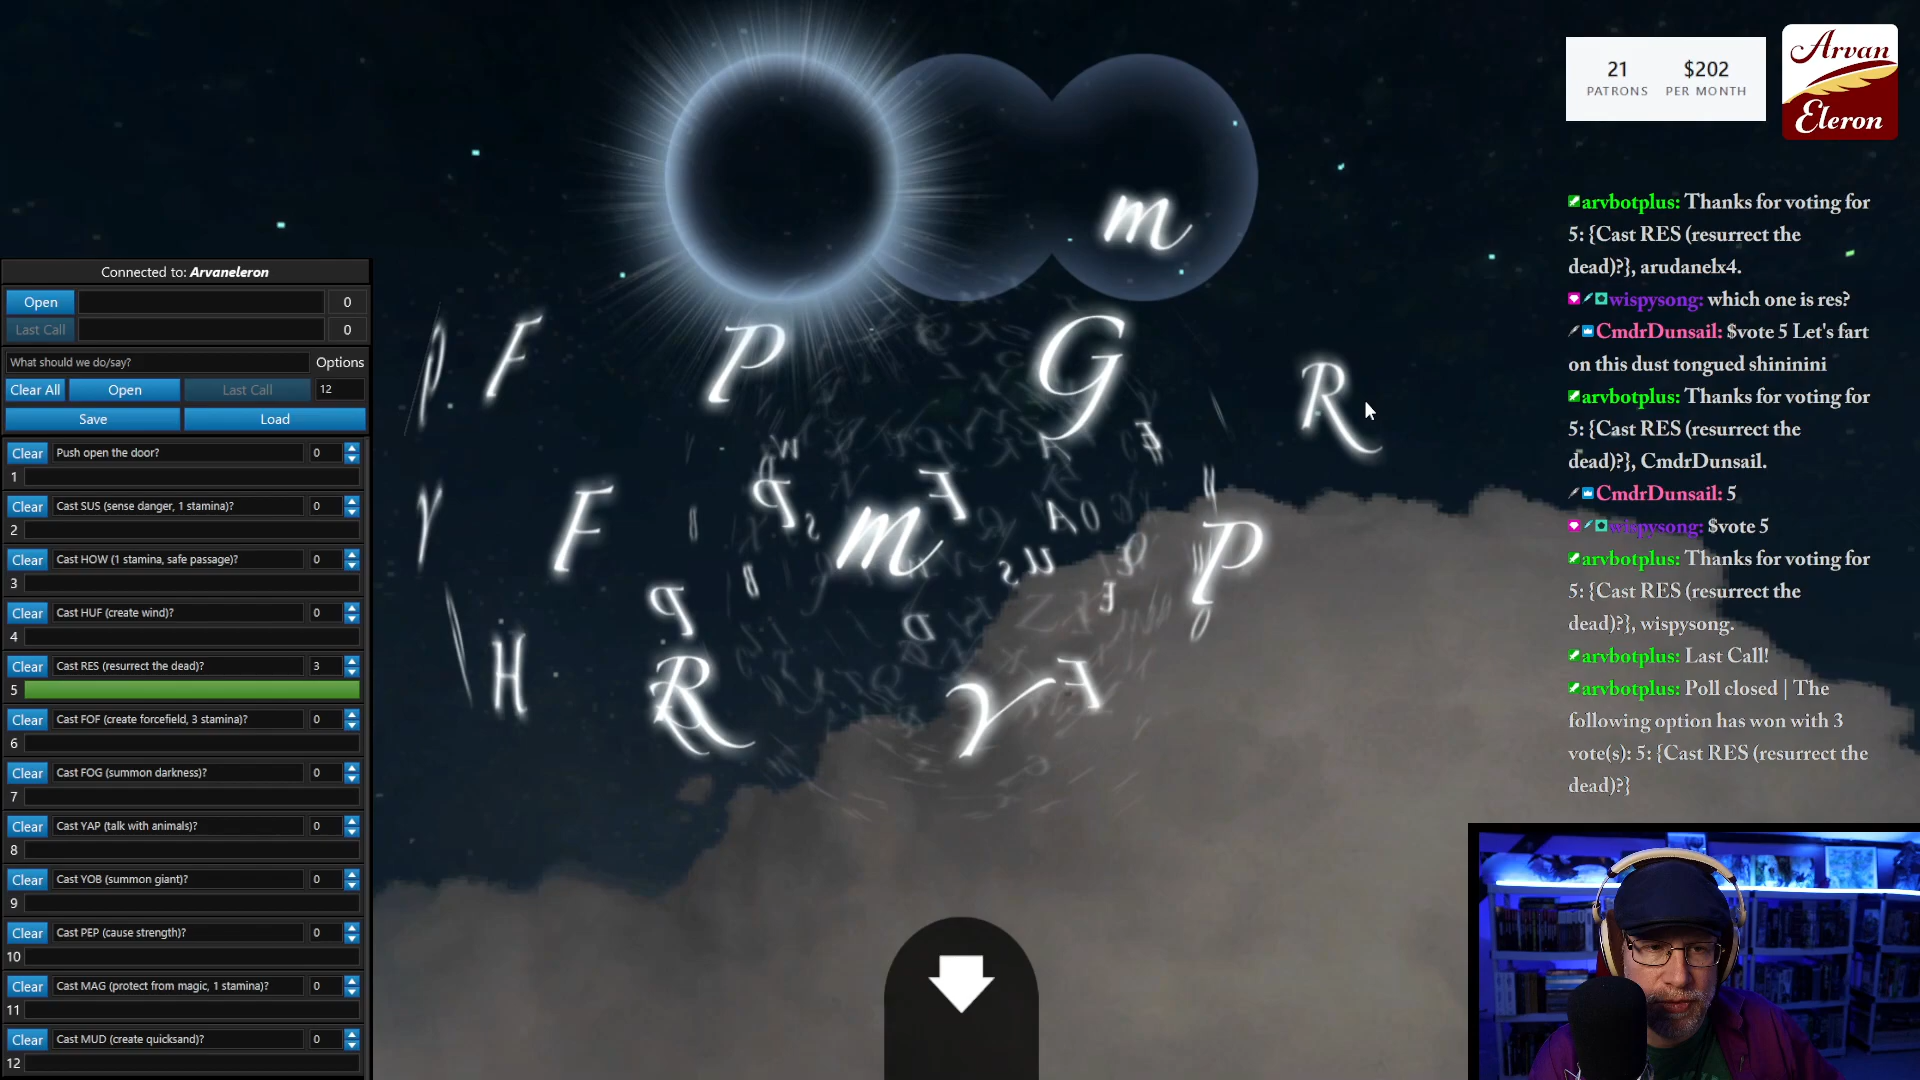 Connected to: Arvaneleron
Open
0
Last Call
0
What should we do/say?
Options
Clear All
Open
Last Call
12
Save
Load
Clear Push open the door? 0
1
Clear Cast SUS (sense danger, 1 stamina)? 0
2
Clear Cast HOW (1 stamina, safe passage)? 0
3
Clear Cast HUF (create wind)? 0
4
Clear Cast RES (resurrect the dead)? 3
5
Clear Cast FOF (create forcefield, 3 stamina)? 0
6
Clear Cast FOG (summon darkness)? 0
7
Clear Cast YAP (talk with animals)? 0
8
Clear Cast YOB (summon giant)? 0
9
Clear Cast PEP (cause strength)? 0
10
Clear Cast MAG (protect from magic, 1 stamina)? 0
11
Clear Cast MUD (create quicksand)? 0
12
m
F P G R
Y F m P
H R Y
21 $202
PATRONS PER MONTH
Arvan
Eleron
arvbotplus: Thanks for voting for
5: {Cast RES (resurrect the
dead)?}, arudanelx4.
wispysong: which one is res?
CmdrDunsail: $vote 5 Let's fart
on this dust tongued shininini
arvbotplus: Thanks for voting for
5: {Cast RES (resurrect the
dead)?}, CmdrDunsail.
CmdrDunsail: 5
wispysong: $vote 5
arvbotplus: Thanks for voting for
5: {Cast RES (resurrect the
dead)?}, wispysong.
arvbotplus: Last Call!
arvbotplus: Poll closed | The
following option has won with 3
vote(s): 5: {Cast RES (resurrect the
dead)?}